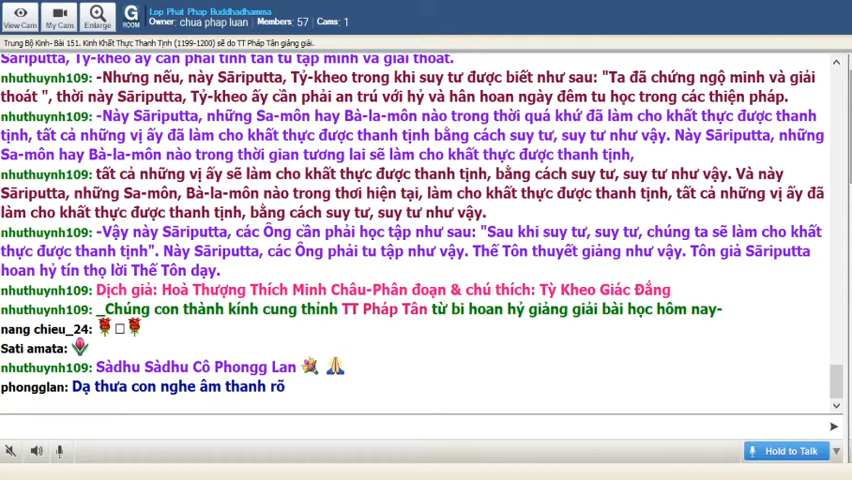 View Cam
My Cam
Enlarge
G
ROOM
Lop Phat Phap Buddhadhamma
Owner: chua phap luan Members: 57 Cams: 1
Trung Bộ Kinh- Bài 151. Kinh Khất Thực Thanh Tịnh (1199-1200) sẽ do TT Pháp Tân giảng giải.
Sāriputta, Tỷ-kheo ấy cần phải tinh tấn tu tập minh và giải thoát.
nhuthuynh109: -Nhưng nếu, này Sāriputta, Tỷ-kheo trong khi suy tư được biết như sau: "Ta đã chứng ngộ minh và giải
thoát ", thời này Sāriputta, Tỷ-kheo ấy cần phải an trú với hỷ và hân hoan ngày đêm tu học trong các thiện pháp.
nhuthuynh109: -Này Sāriputta, những Sa-môn hay Bà-la-môn nào trong thời quá khứ đã làm cho khất thực được thanh
tịnh, tất cả những vị ấy đã làm cho khất thực được thanh tịnh bằng cách suy tư, suy tư như vậy. Này Sāriputta, những
Sa-môn hay Bà-la-môn nào trong thời gian tương lai sẽ làm cho khất thực được thanh tịnh,
nhuthuynh109: tất cả những vị ấy sẽ làm cho khất thực được thanh tịnh, bằng cách suy tư, suy tư như vậy. Và này
Sāriputta, những Sa-môn, Bà-la-môn nào trong thời hiện tại, làm cho khất thực được thanh tịnh, tất cả những vị ấy đã
làm cho khất thực được thanh tịnh, bằng cách suy tư, suy tư như vậy.
nhuthuynh109: -Vậy này Sāriputta, các Ông cần phải học tập như sau: "Sau khi suy tư, suy tư, chúng ta sẽ làm cho khất
thực được thanh tịnh". Này Sāriputta, các Ông phải tu tập như vậy. Thế Tôn thuyết giảng như vậy. Tôn giả Sāriputta
hoan hỷ tín thọ lời Thế Tôn dạy.
nhuthuynh109: Dịch giả: Hoà Thượng Thích Minh Châu-Phân đoạn & chú thích: Tỳ Kheo Giác Đẳng
nhuthuynh109: _Chúng con thành kính cung thỉnh TT Pháp Tân từ bi hoan hỷ giảng giải bài học hôm nay-
nang chieu_24:
Sati amata:
nhuthuynh109: Sàdhu Sàdhu Cô Phongg Lan
phongglan: Dạ thưa con nghe âm thanh rõ
Hold to Talk